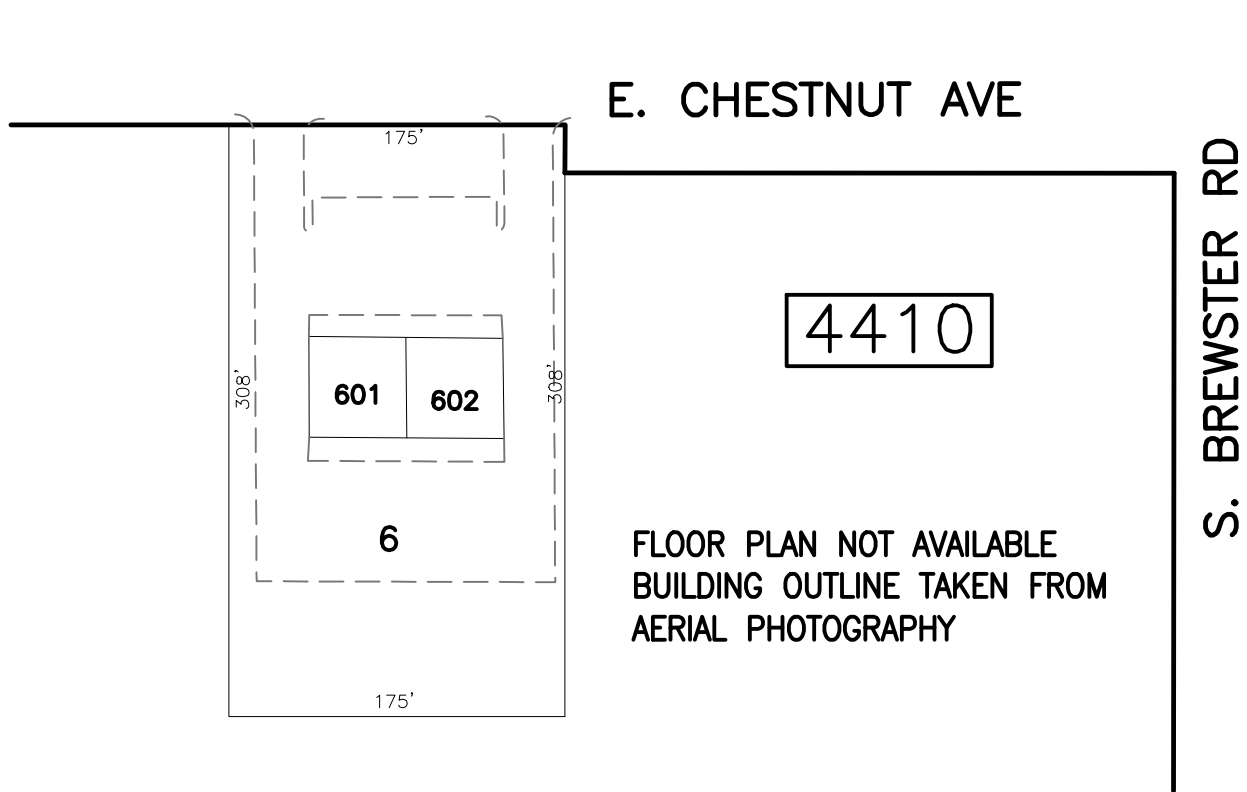 E. CHESTNUT AVE
175'
S. BREWSTER RD
4410
308'
308'
601
602
6
FLOOR PLAN NOT AVAILABLE
BUILDING OUTLINE TAKEN FROM
AERIAL PHOTOGRAPHY
175'